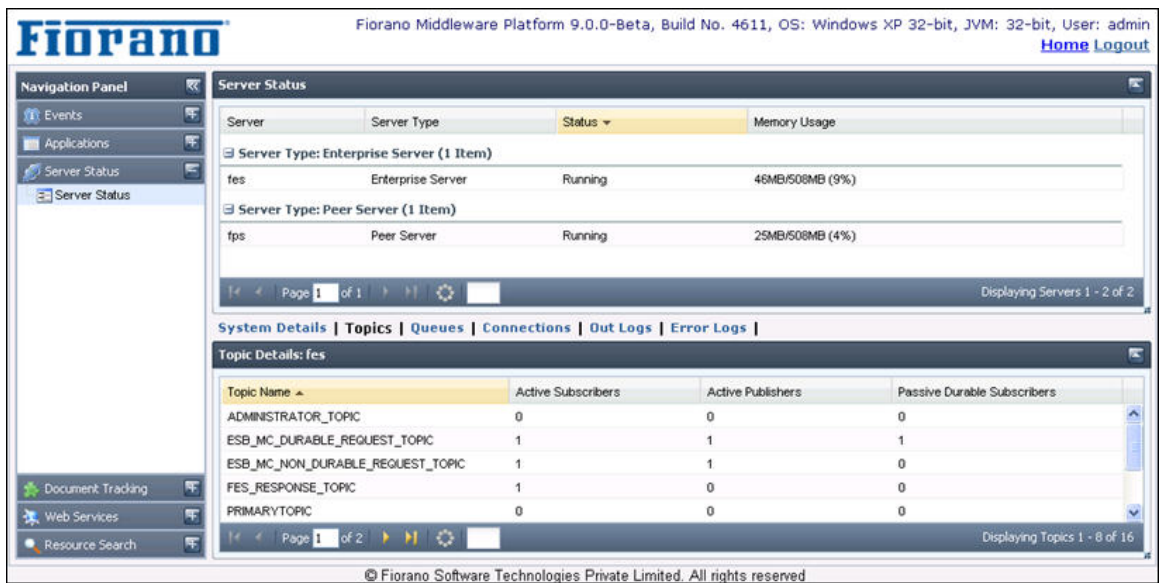 Fiorano
Fiorano Middleware Platform 9.0.0-Beta, Build No. 4611, OS: Windows XP 32-bit, JVM: 32-bit, User: admin
Home Logout
Navigation Panel
Events
Applications
Server Status
Server Status
Document Tracking
Web Services
Resource Search
Server Status
Server Server Type Status Memory Usage
Server Type: Enterprise Server (1 Item)
fes Enterprise Server Running 46MB/508MB (9%)
Server Type: Peer Server (1 Item)
fps Peer Server Running 25MB/508MB (4%)
Page 1 of 1 Displaying Servers 1 - 2 of 2
System Details | Topics | Queues | Connections | Out Logs | Error Logs |
Topic Details: fes
Topic Name Active Subscribers Active Publishers Passive Durable Subscribers
ADMINISTRATOR_TOPIC 0 0 0
ESB_MC_DURABLE_REQUEST_TOPIC 1 1 1
ESB_MC_NON_DURABLE_REQUEST_TOPIC 1 1 0
FES_RESPONSE_TOPIC 1 0 0
PRIMARYTOPIC 0 0 0
Page 1 of 2 Displaying Topics 1 - 8 of 16
© Fiorano Software Technologies Private Limited. All rights reserved